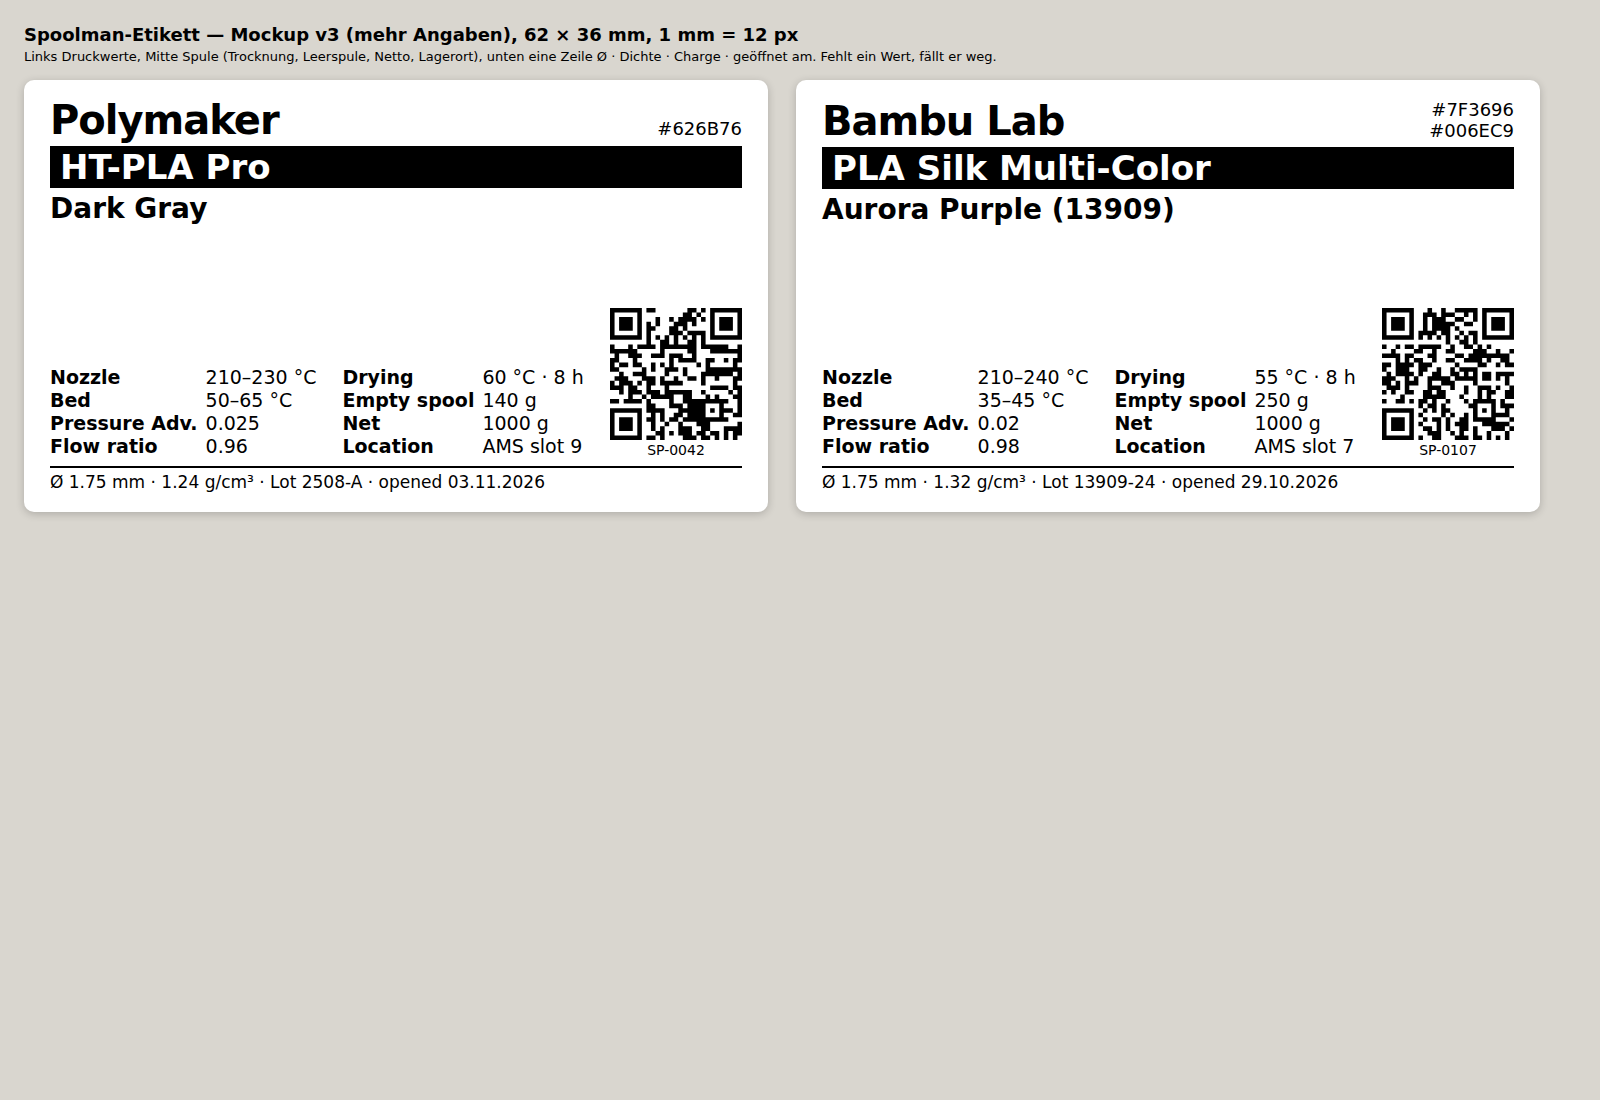 Spoolman-Etikett — Mockup v3 (mehr Angaben), 62 × 36 mm, 1 mm = 12 px
Links Druckwerte, Mitte Spule (Trocknung, Leerspule, Netto, Lagerort), unten eine Zeile Ø · Dichte · Charge · geöffnet am. Fehlt ein Wert, fällt er weg.
Polymaker
#626B76
HT-PLA Pro
Dark Gray
Nozzle 210–230 °C Drying 60 °C · 8 h
Bed 50–65 °C Empty spool 140 g
Pressure Adv. 0.025 Net 1000 g
Flow ratio 0.96 Location AMS slot 9
SP-0042
Ø 1.75 mm · 1.24 g/cm³ · Lot 2508-A · opened 03.11.2026
Bambu Lab
#7F3696
#006EC9
PLA Silk Multi-Color
Aurora Purple (13909)
Nozzle 210–240 °C Drying 55 °C · 8 h
Bed 35–45 °C Empty spool 250 g
Pressure Adv. 0.02 Net 1000 g
Flow ratio 0.98 Location AMS slot 7
SP-0107
Ø 1.75 mm · 1.32 g/cm³ · Lot 13909-24 · opened 29.10.2026